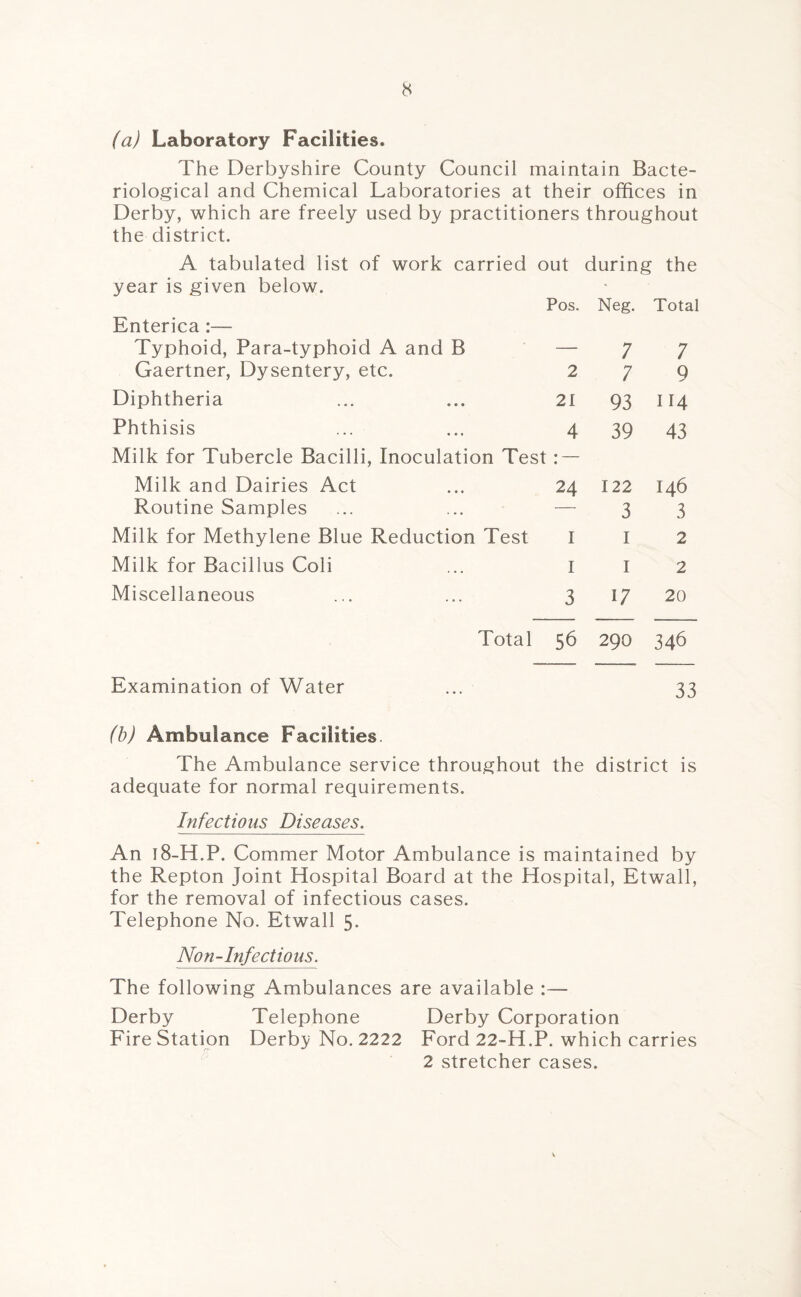 8
(a) Laboratory Facilities.
The Derbyshire County Council maintain Bacte-
riological and Chemical Laboratories at their offices in
Derby, which are freely used by practitioners throughout
the district.
A tabulated list of work carried out during the
year is given below.
Pos. Neg. Total
Enterica :—
Typhoid, Para-typhoid A and B — 7 7
Gaertner, Dysentery, etc. 2 7 9
Diphtheria ... ... 21 93 114
Phthisis ... ... 4 39 43
Milk for Tubercle Bacilli, Inoculation Test :—
Milk and Dairies Act ... 24 122 146
Routine Samples ... ... — 3 3
Milk for Methylene Blue Reduction Test 1 1 2
Milk for Bacillus Coli ... 1 1 2
Miscellaneous ... ... 3 17 20
Total 56 290 346
Examination of Water ... 33
(b) Ambulance Facilities.
The Ambulance service throughout the district is
adequate for normal requirements.
Infectious Diseases.
An 18-H.P. Commer Motor Ambulance is maintained by
the Repton Joint Hospital Board at the Hospital, Etwall,
for the removal of infectious cases.
Telephone No. Etwall 5.
Non-Infectious.
The following Ambulances are available :—
Derby Telephone Derby Corporation
Fire Station Derby No. 2222 Ford 22-H.P. which carries
2 stretcher cases.